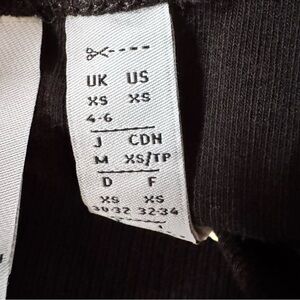 UK US
XS XS
4-6
J CDN
M XS/TP
D F
XS XS
30-32 32-34